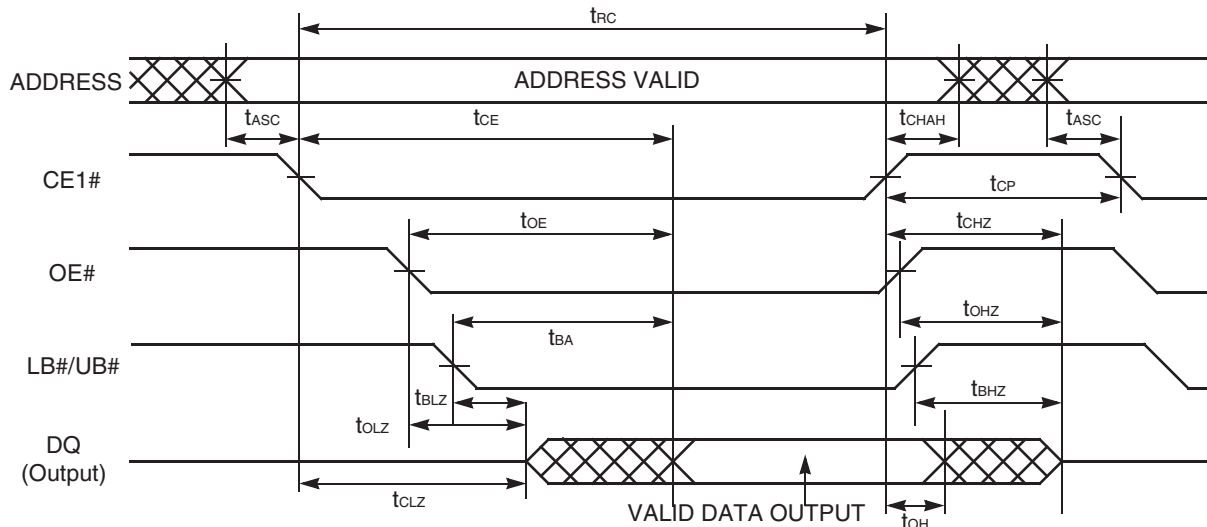 tRC
ADDRESS
ADDRESS VALID
tASC
tCE
tCHAH
tASC
CE1#
tCP
tOE
tCHZ
OE#
tOHZ
tBA
LB#/UB#
tBLZ
tBHZ
tOLZ
DQ
(Output)
tCLZ
VALID DATA OUTPUT
tOH